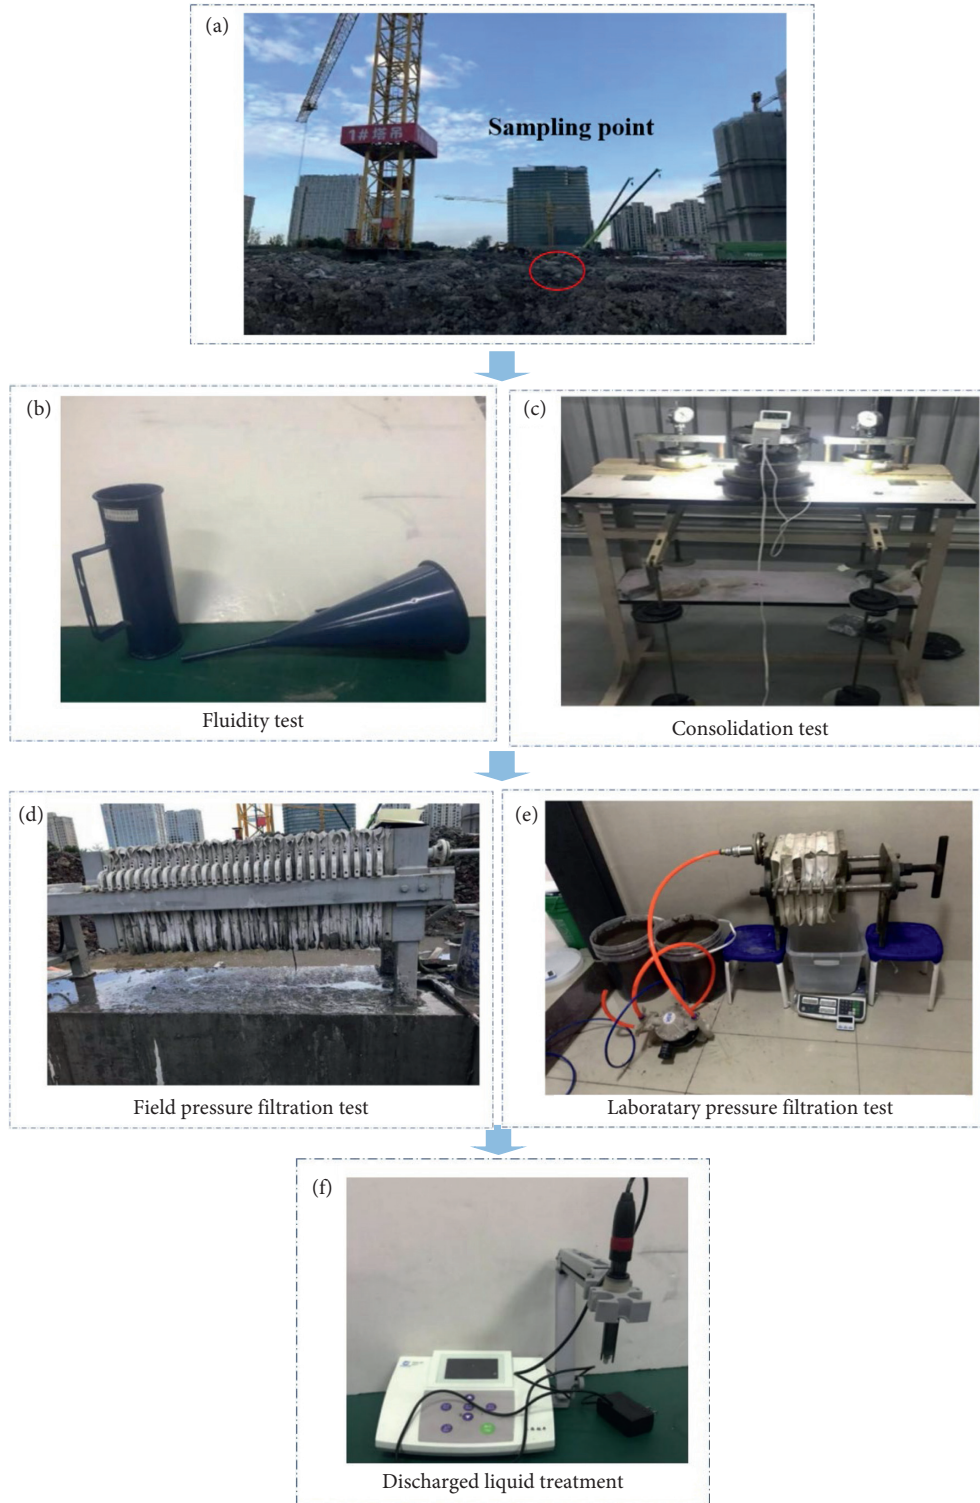 (a)
Sampling point
1#塔吊
(b)
(c)
Fluidity test
Consolidation test
(d)
(e)
Field pressure filtration test
Laboratary pressure filtration test
(f)
Discharged liquid treatment